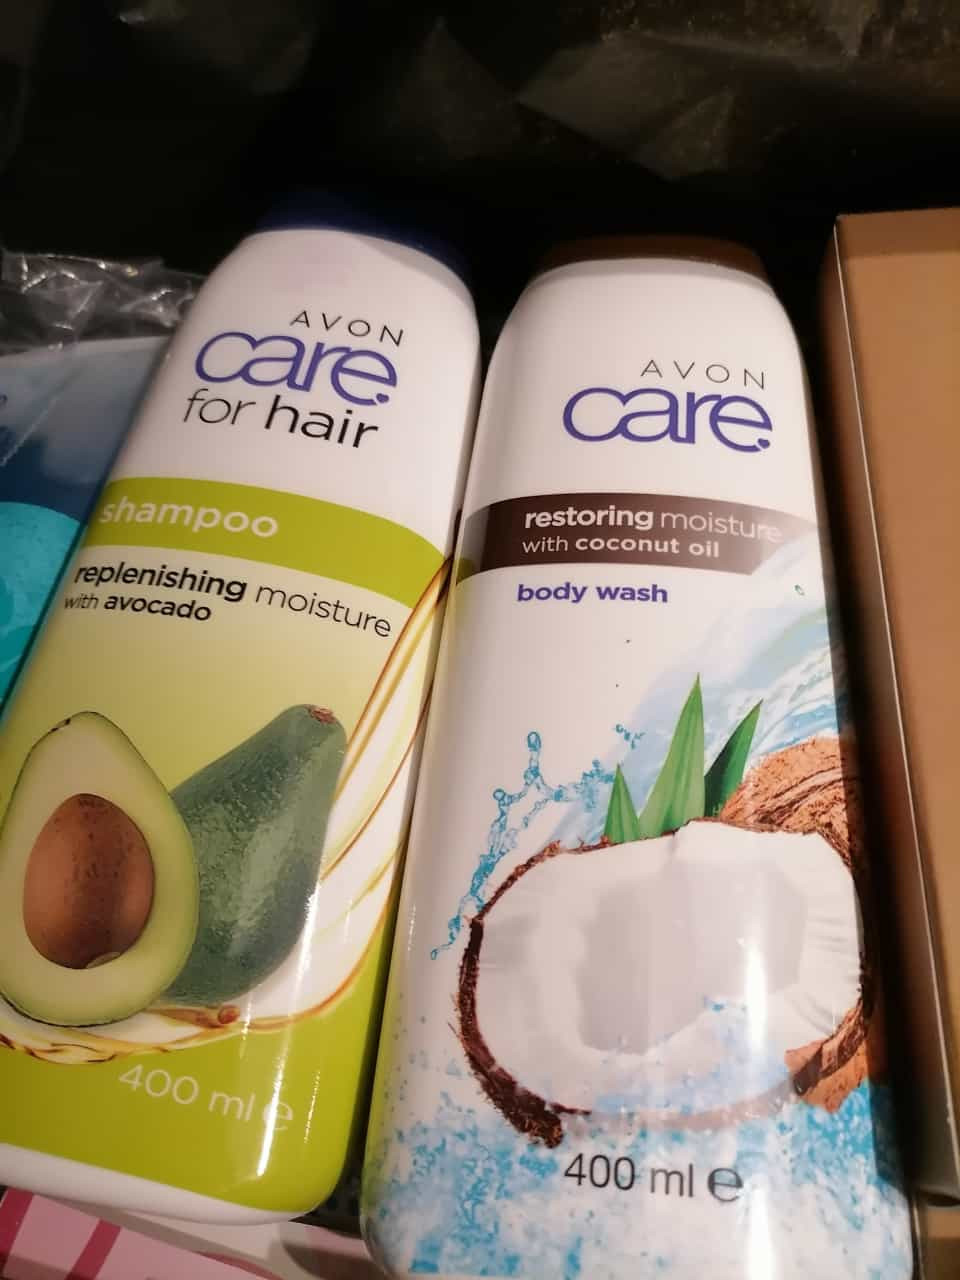 AVON
care
for hair
shampoo
replenishing moisture
with avocado
400 ml e
AVON
care
restoring moisture
with coconut oil
body wash
400 ml e